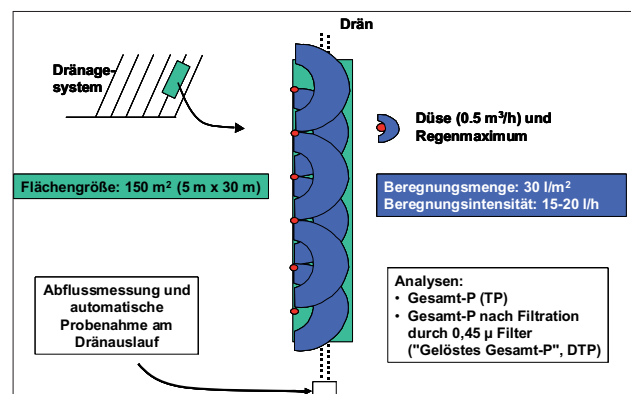 Drän
Dränage-
system
Düse (0.5 m³/h) und
Regenmaximum
Flächengröße: 150 m² (5 m x 30 m)
Beregnungsmenge: 30 l/m²
Beregnungsintensität: 15-20 l/h
Abflussmessung und
automatische
Probenahme am
Dränauslauf
Analysen:
• Gesamt-P (TP)
• Gesamt-P nach Filtration
durch 0,45 µ Filter
("Gelöstes Gesamt-P", DTP)